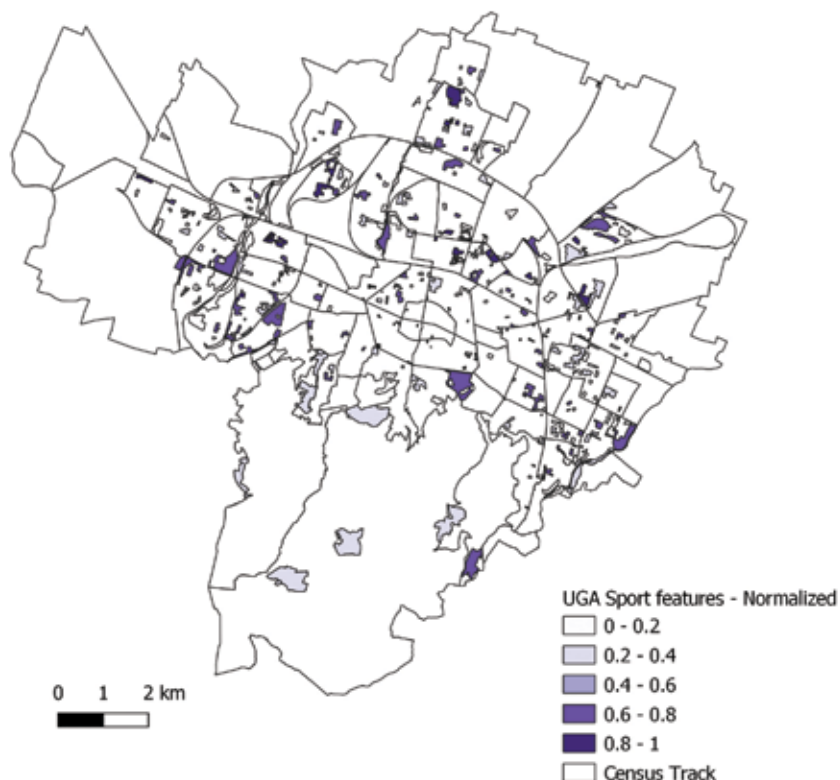 UGA Sport features - Normalized
0 - 0.2
0.2 - 0.4
0.4 - 0.6
0.6 - 0.8
0.8 - 1
Census Track
0 1 2 km